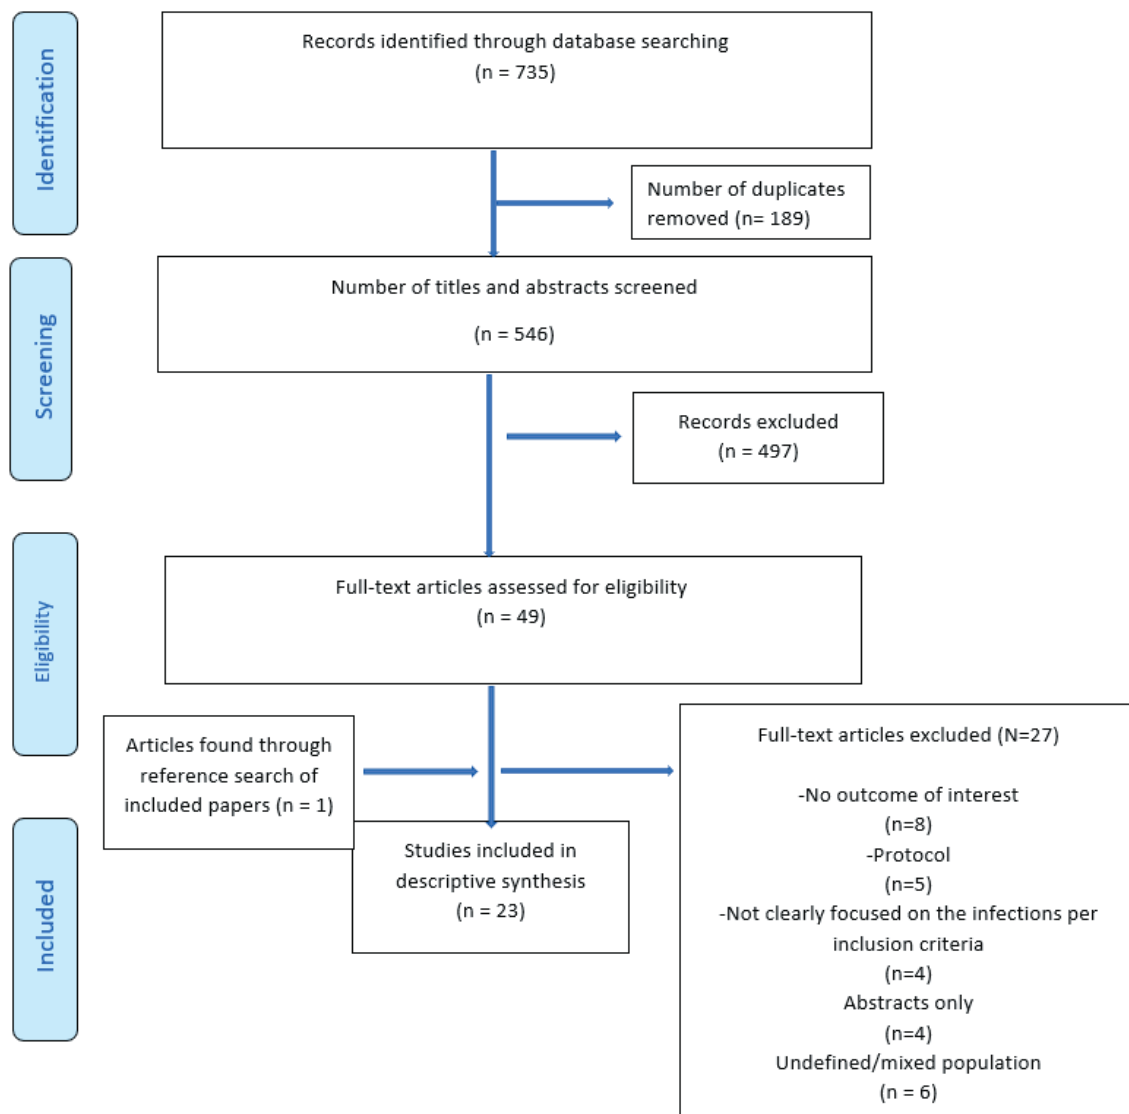 Identification
Records identified through database searching
(n = 735)
Number of duplicates
removed (n= 189)
Screening
Number of titles and abstracts screened
(n = 546)
Records excluded
(n = 497)
Eligibility
Full-text articles assessed for eligibility
(n = 49)
Articles found through
reference search of
included papers (n = 1)
Full-text articles excluded (N=27)
-No outcome of interest
(n=8)
-Protocol
(n=5)
-Not clearly focused on the infections per
inclusion criteria
(n=4)
Abstracts only
(n=4)
Undefined/mixed population
(n = 6)
Included
Studies included in
descriptive synthesis
(n = 23)